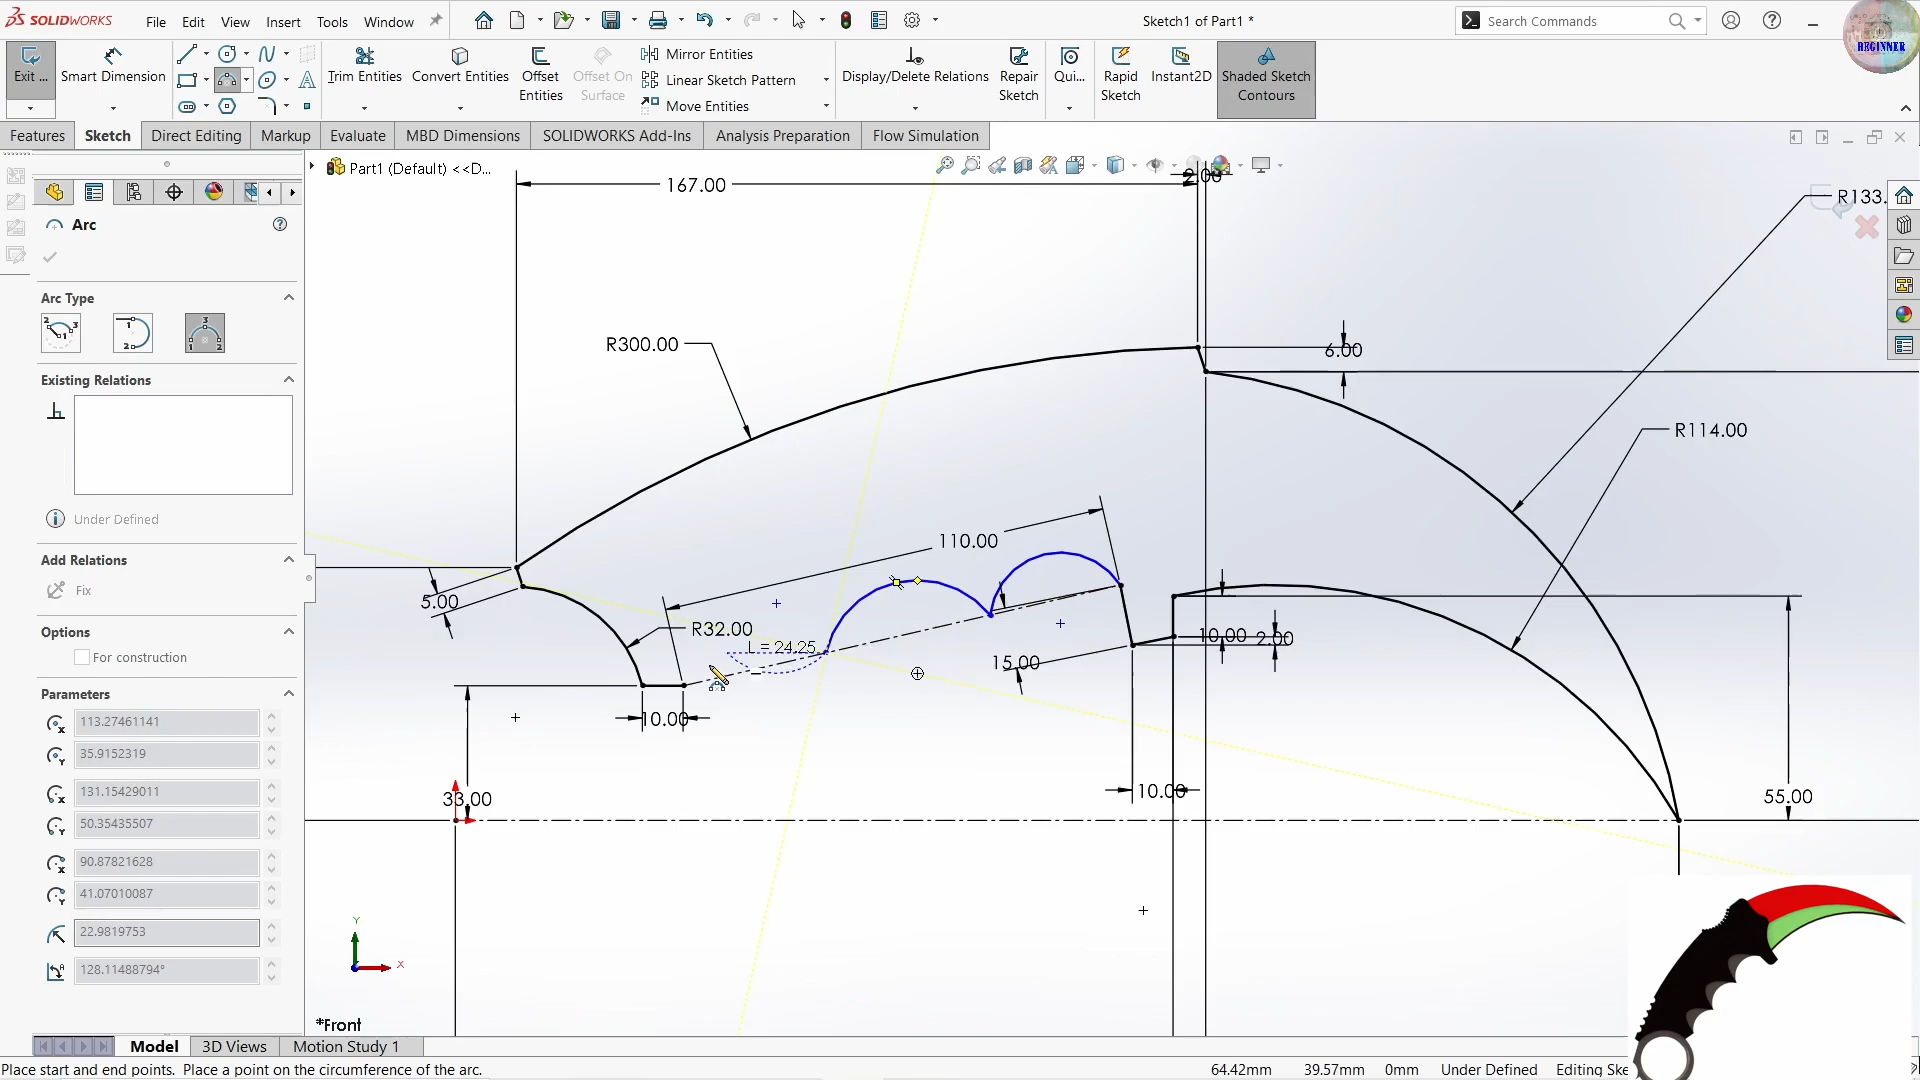 SOLIDWORKS File Edit View Insert Tools Window Sketch1 of Part1 * Search Commands
BEGINNER
Exit ... Smart Dimension Trim Entities Convert Entities Offset Entities Offset On Surface Mirror Entities Linear Sketch Pattern Move Entities Display/Delete Relations Repair Sketch Qui... Rapid Sketch Instant2D Shaded Sketch Contours
Features Sketch Direct Editing Markup Evaluate MBD Dimensions SOLIDWORKS Add-Ins Analysis Preparation Flow Simulation
Part1 (Default) <<D...
167.00
2.00
R133.
Arc
Arc Type
R300.00
6.00
Existing Relations
R114.00
Under Defined
110.00
Add Relations
Fix
5.00
R32.00
Options
L = 24.25
10.00
2.00
For construction
15.00
Parameters
113.27461141
10.00
35.9152319
131.15429011
10.00
33.00
55.00
50.35435507
90.87821628
41.07010087
22.9819753
128.11488794°
Y
X
*Front
Model 3D Views Motion Study 1
Place start and end points. Place a point on the circumference of the arc. 64.42mm 39.57mm 0mm Under Defined Editing Ske